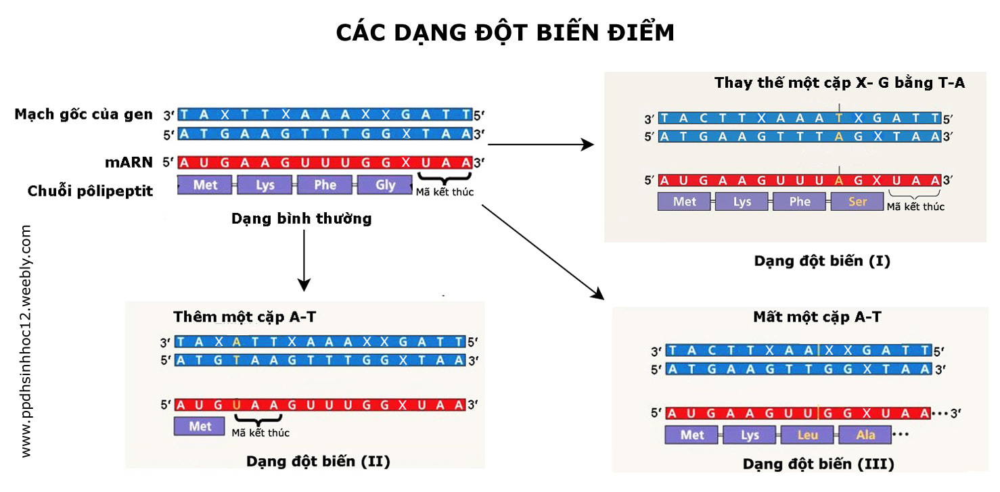 CÁC DẠNG ĐỘT BIẾN ĐIỂM
Mạch gốc của gen 3' T A X T T X A A A X X G A T T 5'
5' A T G A A G T T T G G X T A A 3'
mARN 5' A U G A A G U U U G G X U A A 3'
Chuỗi pôlipeptit Met Lys Phe Gly Mã kết thúc
Dạng bình thường
Thay thế một cặp X- G bằng T-A
3' T A C T T X A A A T X G A T T 5'
5' A T G A A G T T T A G X T A A 3'
5' A U G A A G U U U A G X U A A 3'
Met Lys Phe Ser Mã kết thúc
Dạng đột biến (I)
Thêm một cặp A-T
3' T A X A T T X A A A X X G A T T 5'
5' A T G T A A G T T T G G X T A A 3'
5' A U G U A A G U U U G G X U A A 3'
Met Mã kết thúc
Dạng đột biến (II)
Mất một cặp A-T
3' T A C T T X A A X X G A T T 5'
5' A T G A A G T T G G X T A A 3'
5' A U G A A G U U G G X U A A ••• 3'
Met Lys Leu Ala •••
Dạng đột biến (III)
www.ppdhsinhhoc12.weebly.com